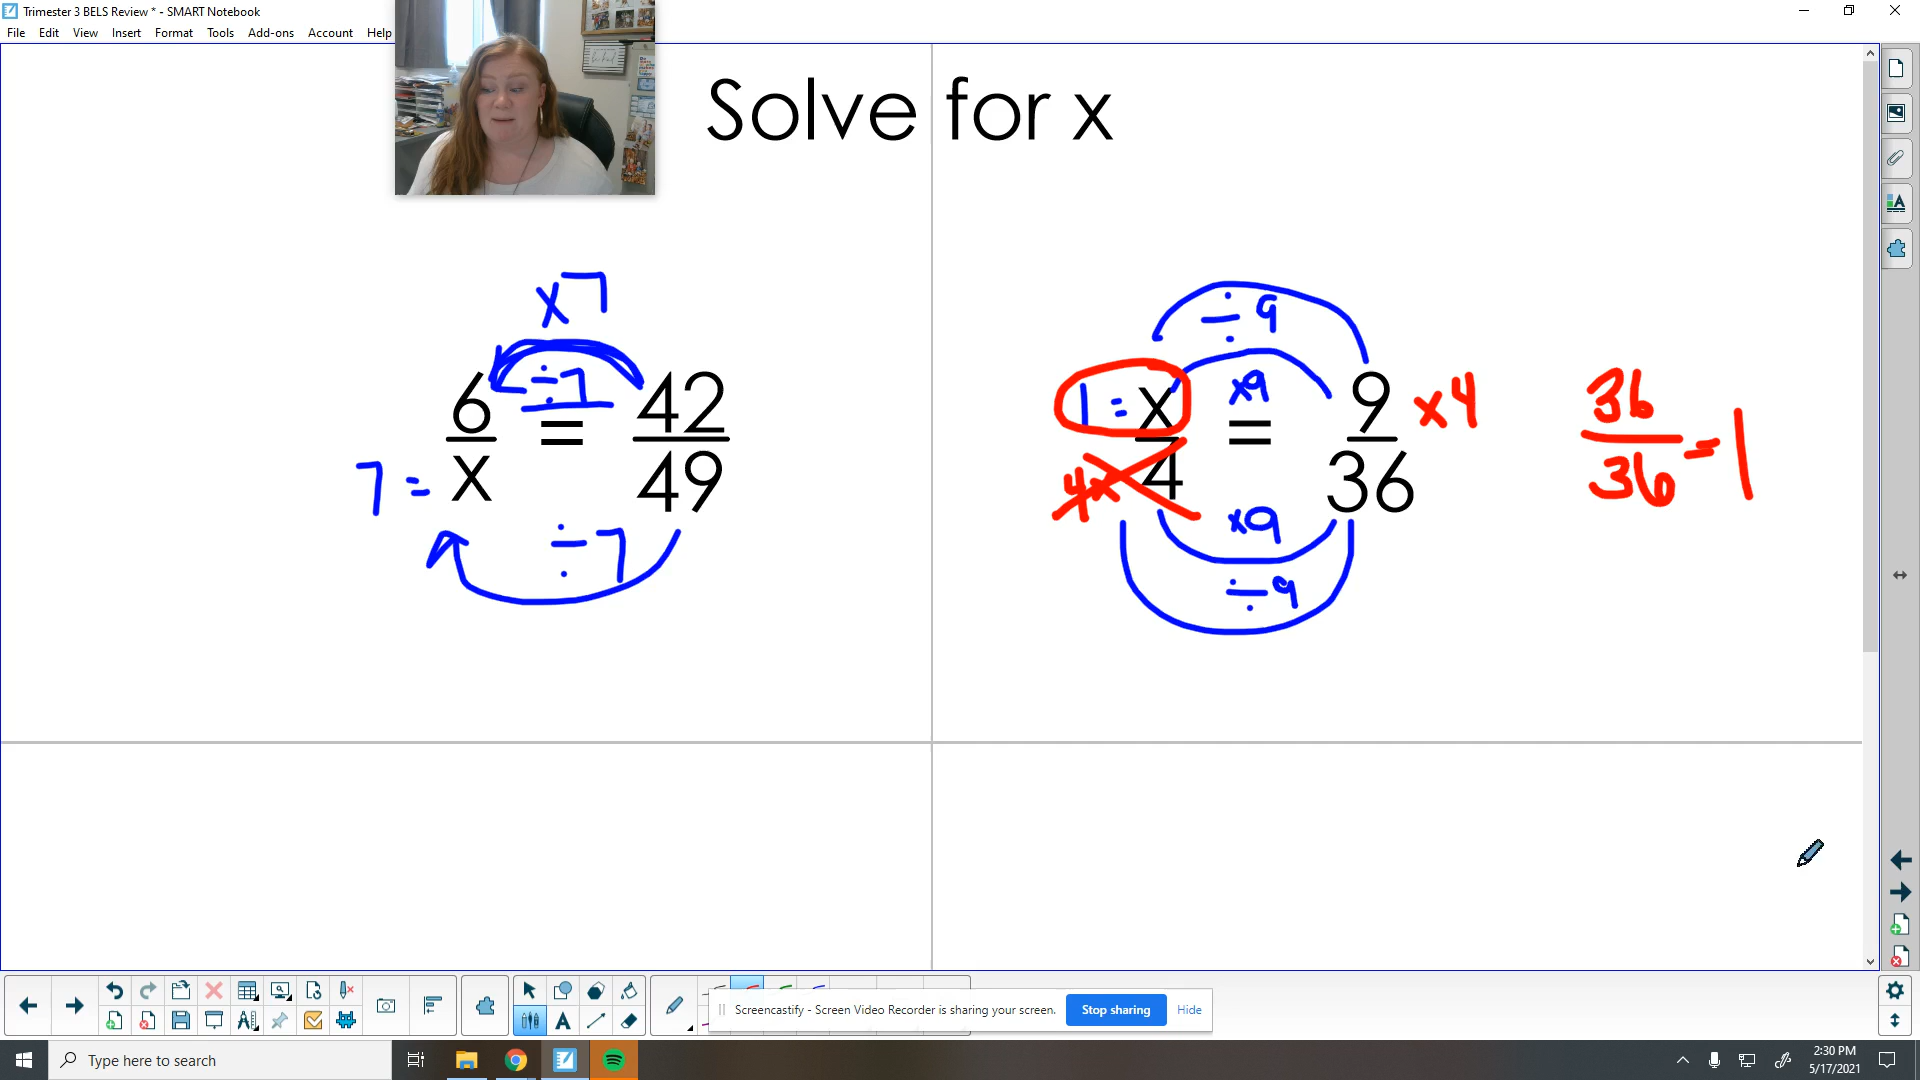 Trimester 3 BELS Review * - SMART Notebook
File Edit View Insert Format Tools Add-ons Account Help
Solve for x
x7
÷7
6/x = 42/49
7 =
÷7
÷9
x9
1 = x/4 = 9/36
x4
4x
x9
÷9
36/36 = 1
Screencastify - Screen Video Recorder is sharing your screen. Stop sharing Hide
Type here to search
2:30 PM
5/17/2021